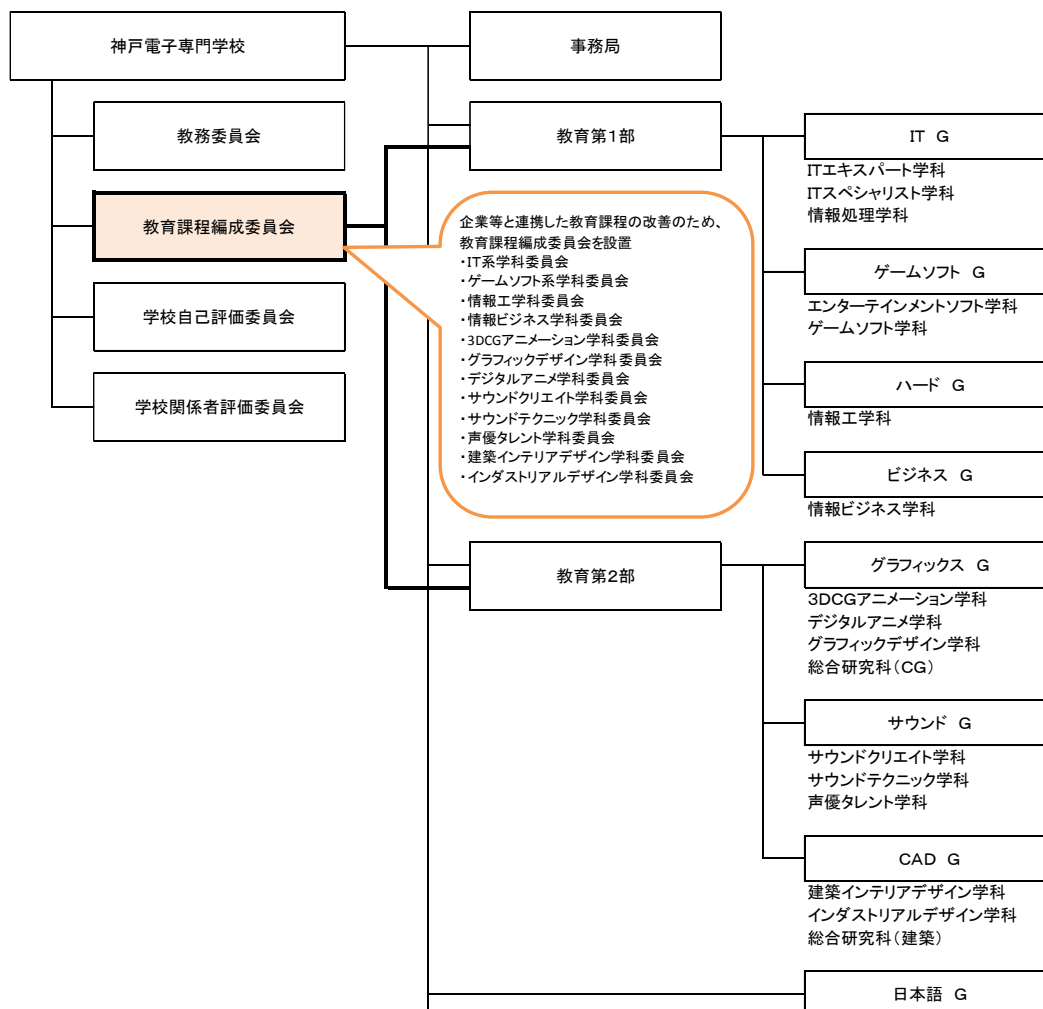 神戸電子専門学校
事務局
教務委員会
教育課程編成委員会
学校自己評価委員会
学校関係者評価委員会
教育第1部
企業等と連携した教育課程の改善のため、
教育課程編成委員会を設置
・IT系学科委員会
・ゲームソフト系学科委員会
・情報工学科委員会
・情報ビジネス学科委員会
・3DCGアニメーション学科委員会
・グラフィックデザイン学科委員会
・デジタルアニメ学科委員会
・サウンドクリエイト学科委員会
・サウンドテクニック学科委員会
・声優タレント学科委員会
・建築インテリアデザイン学科委員会
・インダストリアルデザイン学科委員会
IT G
ITエキスパート学科
ITスペシャリスト学科
情報処理学科
ゲームソフト G
エンターテインメントソフト学科
ゲームソフト学科
ハード G
情報工学科
ビジネス G
情報ビジネス学科
教育第2部
グラフィックス G
3DCGアニメーション学科
デジタルアニメ学科
グラフィックデザイン学科
総合研究科(CG)
サウンド G
サウンドクリエイト学科
サウンドテクニック学科
声優タレント学科
CAD G
建築インテリアデザイン学科
インダストリアルデザイン学科
総合研究科(建築)
日本語 G